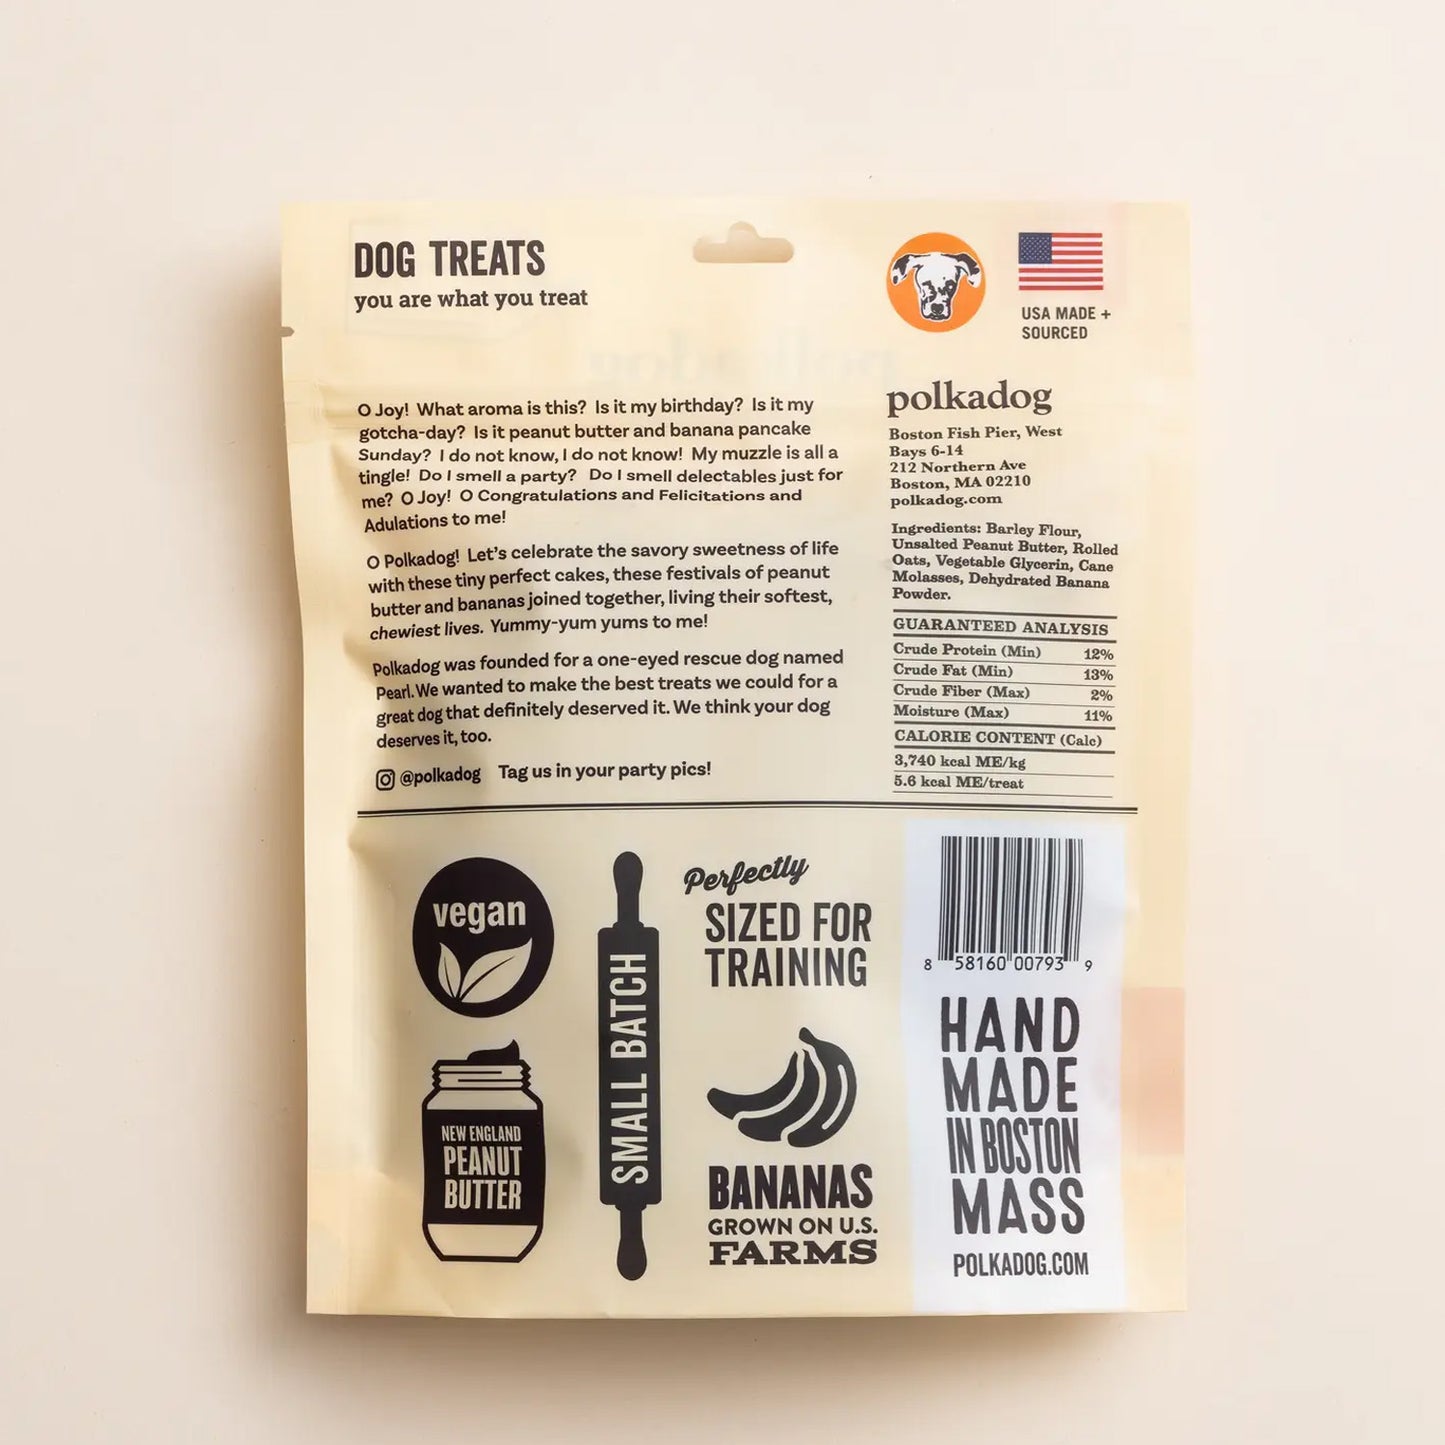 DOG TREATS
you are what you treat
USA MADE +
SOURCED
O Joy! What aroma is this? Is it my birthday? Is it my
gotcha-day? Is it peanut butter and banana pancake
Sunday? I do not know, I do not know! My muzzle is all a
tingle! Do I smell a party? Do I smell delectables just for
me? O Joy! O Congratulations and Felicitations and
Adulations to me!
O Polkadog! Let's celebrate the savory sweetness of life
with these tiny perfect cakes, these festivals of peanut
butter and bananas joined together, living their softest,
chewiest lives. Yummy-yum yums to me!
Polkadog was founded for a one-eyed rescue dog named
Pearl. We wanted to make the best treats we could for a
great dog that definitely deserved it. We think your dog
deserves it, too.
@polkadog Tag us in your party pics!
polkadog
Boston Fish Pier, West
Bays 6-14
212 Northern Ave
Boston, MA 02210
polkadog.com
Ingredients: Barley Flour,
Unsalted Peanut Butter, Rolled
Oats, Vegetable Glycerin, Cane
Molasses, Dehydrated Banana
Powder.
GUARANTEED ANALYSIS
Crude Protein (Min) 12%
Crude Fat (Min) 13%
Crude Fiber (Max) 2%
Moisture (Max) 11%
CALORIE CONTENT (Calc)
3,740 kcal ME/kg
5.6 kcal ME/treat
vegan
NEW ENGLAND
PEANUT
BUTTER
SMALL BATCH
Perfectly
SIZED FOR
TRAINING
BANANAS
GROWN ON U.S.
FARMS
8 58160 00793 9
HAND
MADE
IN BOSTON
MASS
POLKADOG.COM